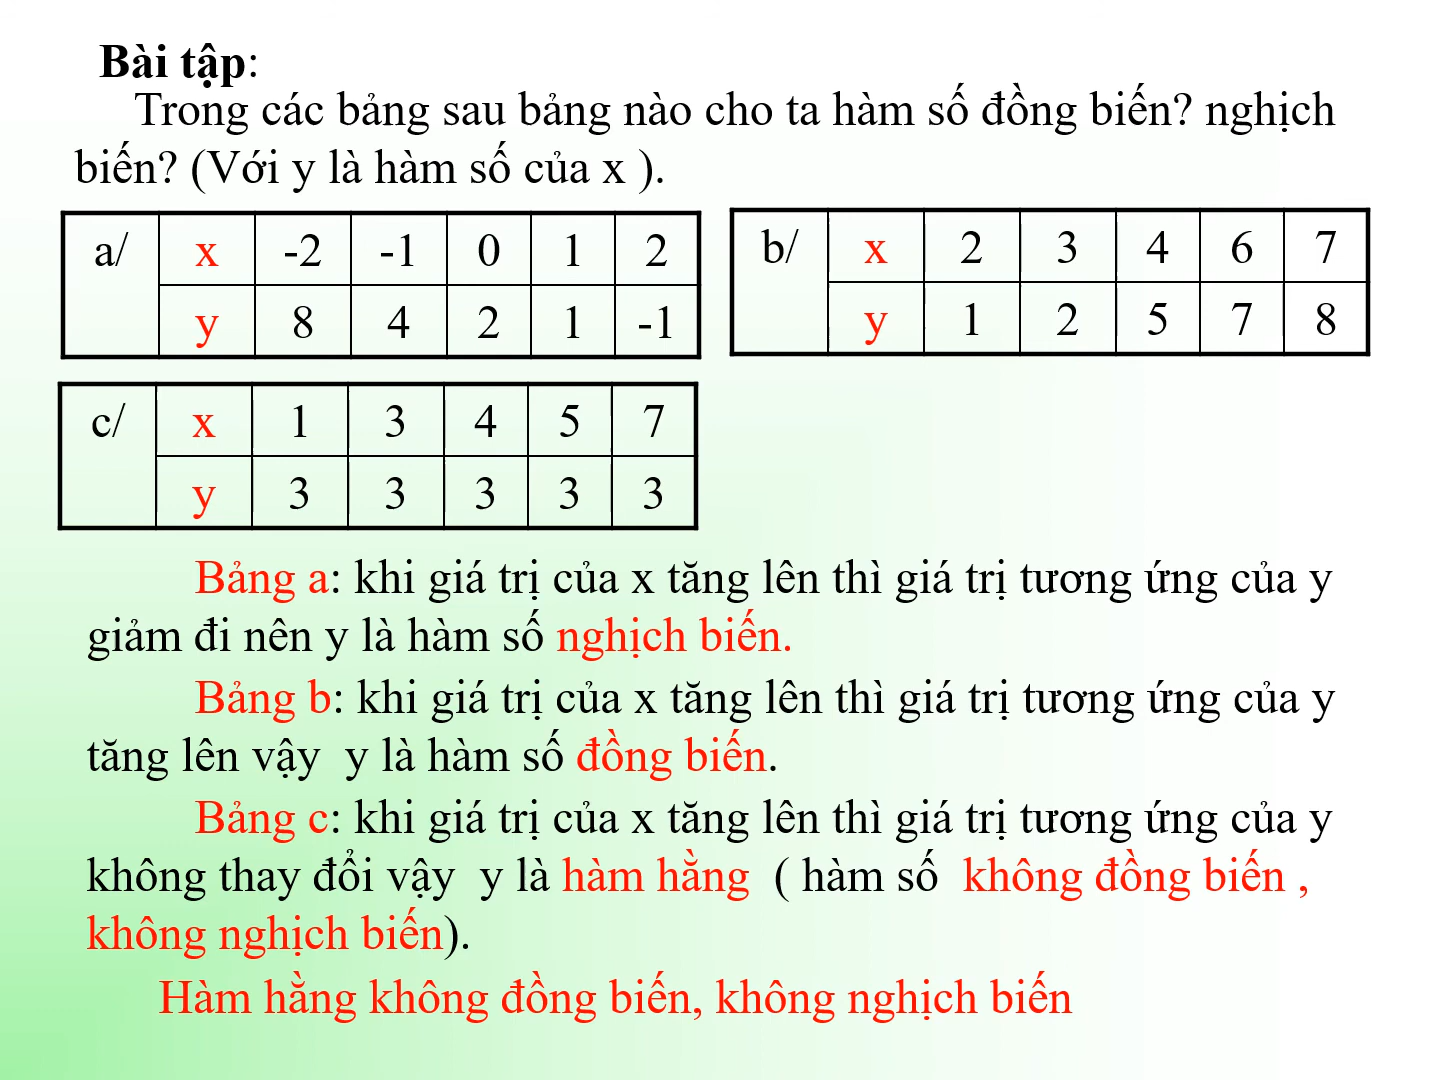 Bài tập:
Trong các bảng sau bảng nào cho ta hàm số đồng biến? nghịch
biến? (Với y là hàm số của x ).
a/ x -2 -1 0 1 2
y 8 4 2 1 -1
b/ x 2 3 4 6 7
y 1 2 5 7 8
c/ x 1 3 4 5 7
y 3 3 3 3 3
Bảng a: khi giá trị của x tăng lên thì giá trị tương ứng của y
giảm đi nên y là hàm số nghịch biến.
Bảng b: khi giá trị của x tăng lên thì giá trị tương ứng của y
tăng lên vậy y là hàm số đồng biến.
Bảng c: khi giá trị của x tăng lên thì giá trị tương ứng của y
không thay đổi vậy y là hàm hằng ( hàm số không đồng biến ,
không nghịch biến).
Hàm hằng không đồng biến, không nghịch biến